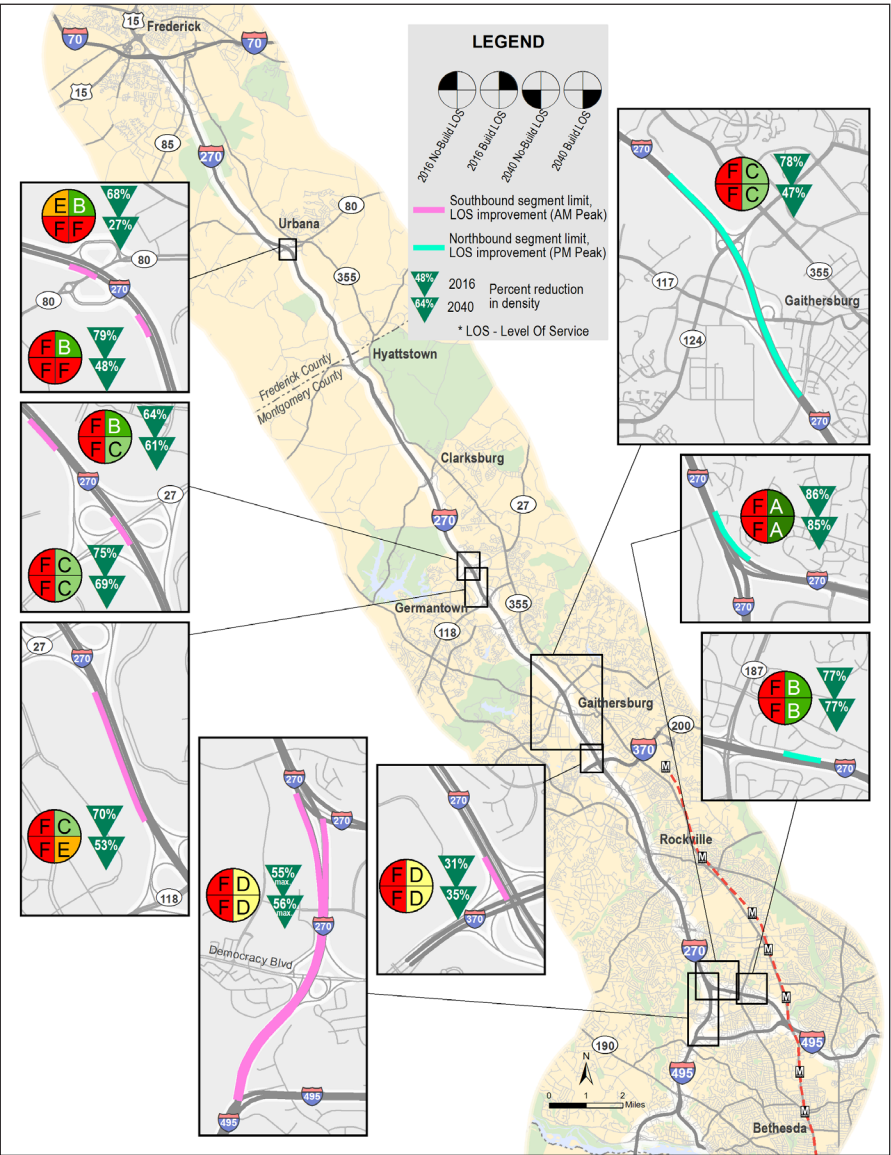 LEGEND
2016 No-Build LOS
2016 Build LOS
2040 No-Build LOS
2040 Build LOS
Southbound segment limit,
LOS improvement (AM Peak)
Northbound segment limit,
LOS improvement (PM Peak)
48% 2016
64% 2040
Percent reduction
in density
* LOS - Level Of Service
15
Frederick
70
70
15
85
270
Urbana
80
355
Hyattstown
Frederick County
Montgomery County
Clarksburg
27
270
Germantown
355
118
Gaithersburg
200
370
M
Rockville
M
M
M
270
M
190
495
495
M
M
Bethesda
N
0 1 2
Miles
E B
F F
68%
27%
80
80
270
F B
F F
79%
48%
F B
F C
64%
61%
270
27
F C
F C
75%
69%
27
270
F C
F E
70%
53%
118
270
270
F D
F D
55%
max.
56%
max.
270
Democracy Blvd
495
495
270
F D
F D
31%
35%
370
270
F C
F C
78%
47%
117
355
Gaithersburg
124
270
270
F A
F A
86%
85%
270
270
187
F B
F B
77%
77%
270